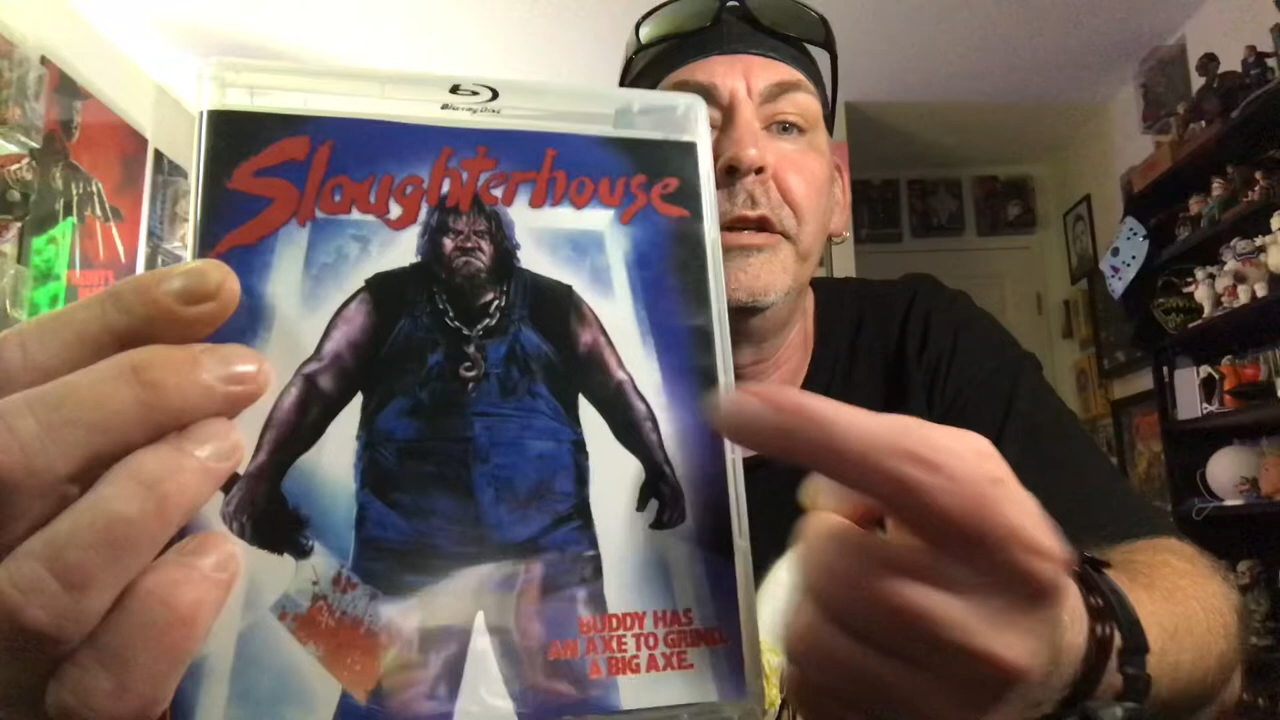 Blu-ray Disc
Slaughterhouse
BUDDY HAS
AN AXE TO GRIND.
A BIG AXE.